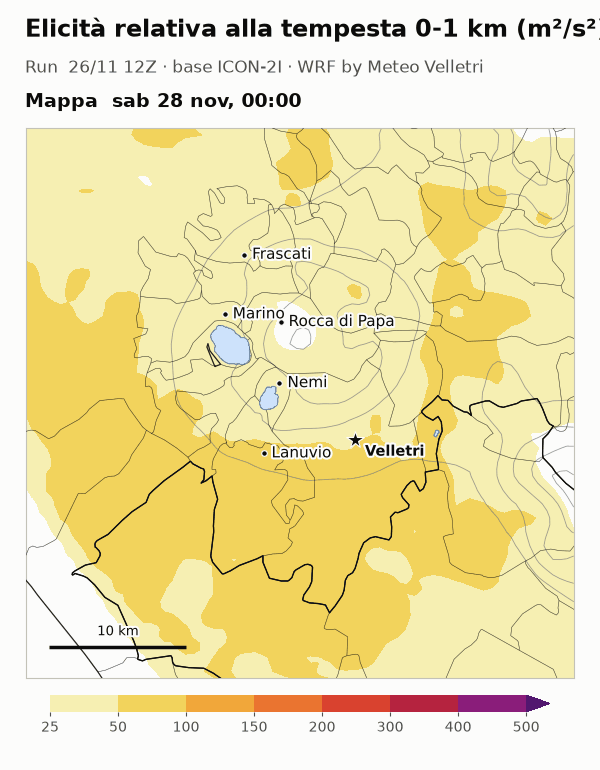 Elicità relativa alla tempesta 0-1 km (m²/s²)
Run 26/11 12Z · base ICON-2I · WRF by Meteo Velletri
Mappa sab 28 nov, 00:00
Frascati
Marino
Rocca di Papa
Nemi
Velletri
Lanuvio
10 km
25 50 100 150 200 300 400 500